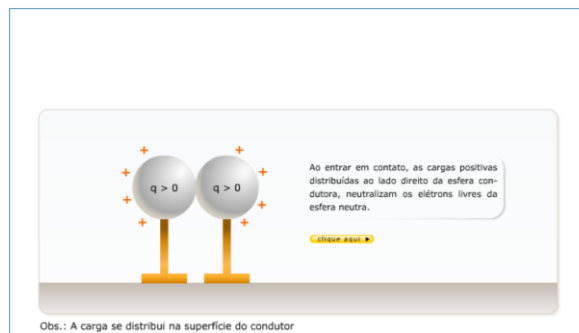 + +
+ +
q > 0 q > 0
+ +
+ +
Ao entrar em contato, as cargas positivas
distribuídas ao lado direito da esfera con-
dutora, neutralizam os elétrons livres da
esfera neutra.
clique aqui
Obs.: A carga se distribui na superfície do condutor